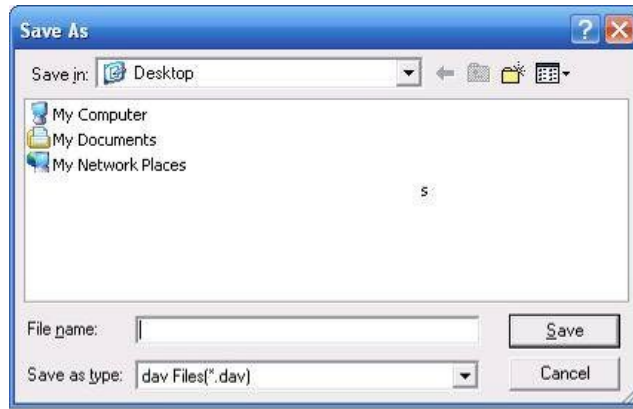 Save As
Save in: Desktop
My Computer
My Documents
My Network Places
s
File name:
Save
Save as type: dav Files(*.dav)
Cancel